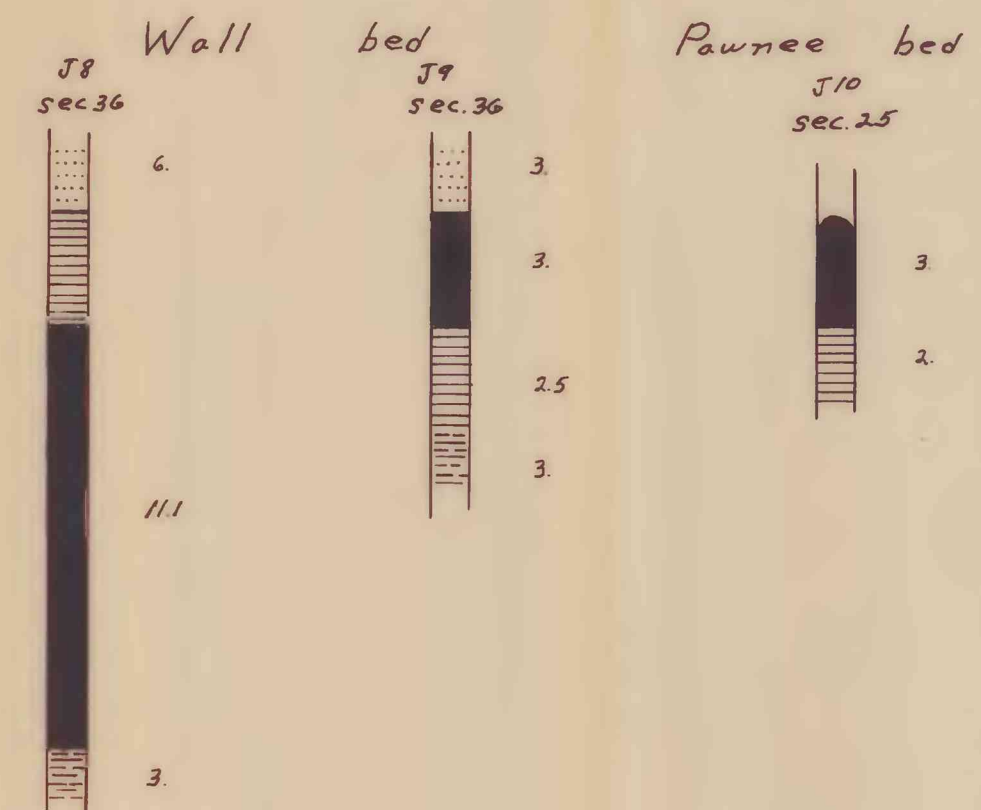 Wall bed
Pawnee bed
J8
sec 36
6.
11.1
3.
J9
sec. 36
3.
3.
2.5
3.
J10
sec. 25
3.
2.